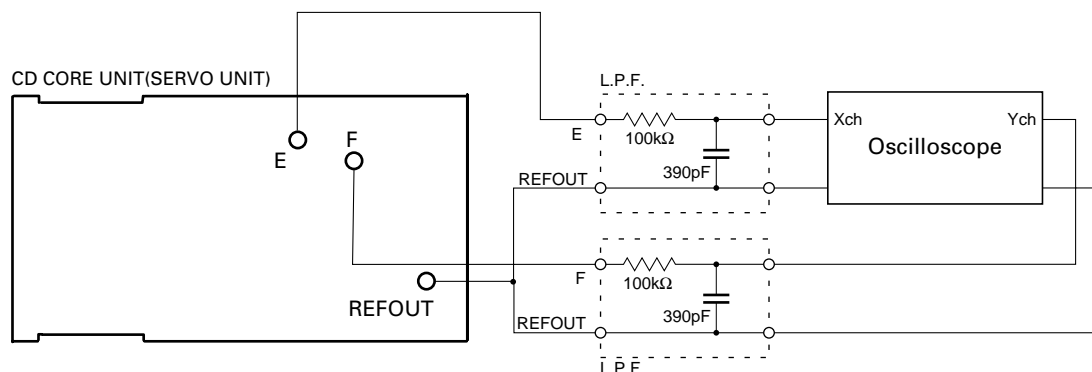 CD CORE UNIT(SERVO UNIT)
E
F
REFOUT
L.P.F.
E
100kΩ
390pF
REFOUT
Xch
Ych
Oscilloscope
F
100kΩ
390pF
REFOUT
L.P.F.